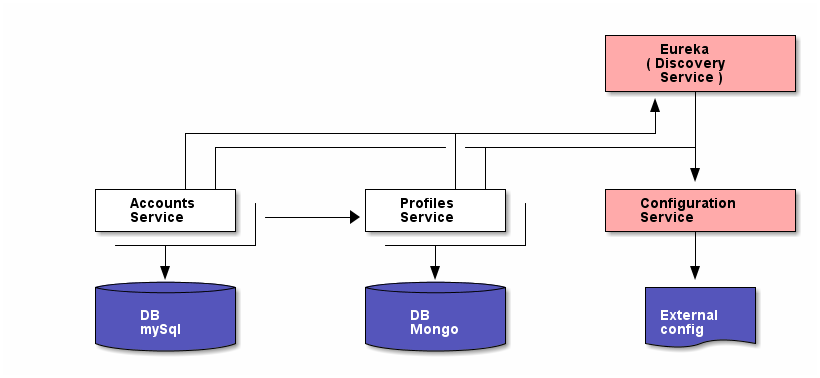 Eureka
( Discovery
Service )
Accounts
Service
Profiles
Service
Configuration
Service
DB
mySql
DB
Mongo
External
config